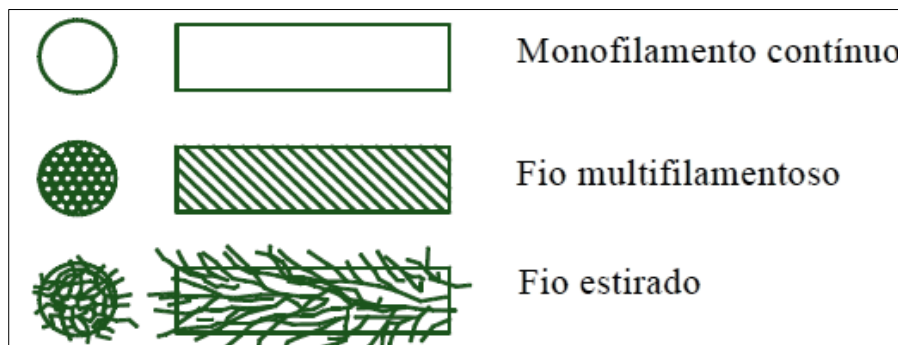 Monofilamento contínuo
Fio multifilamentoso
Fio estirado